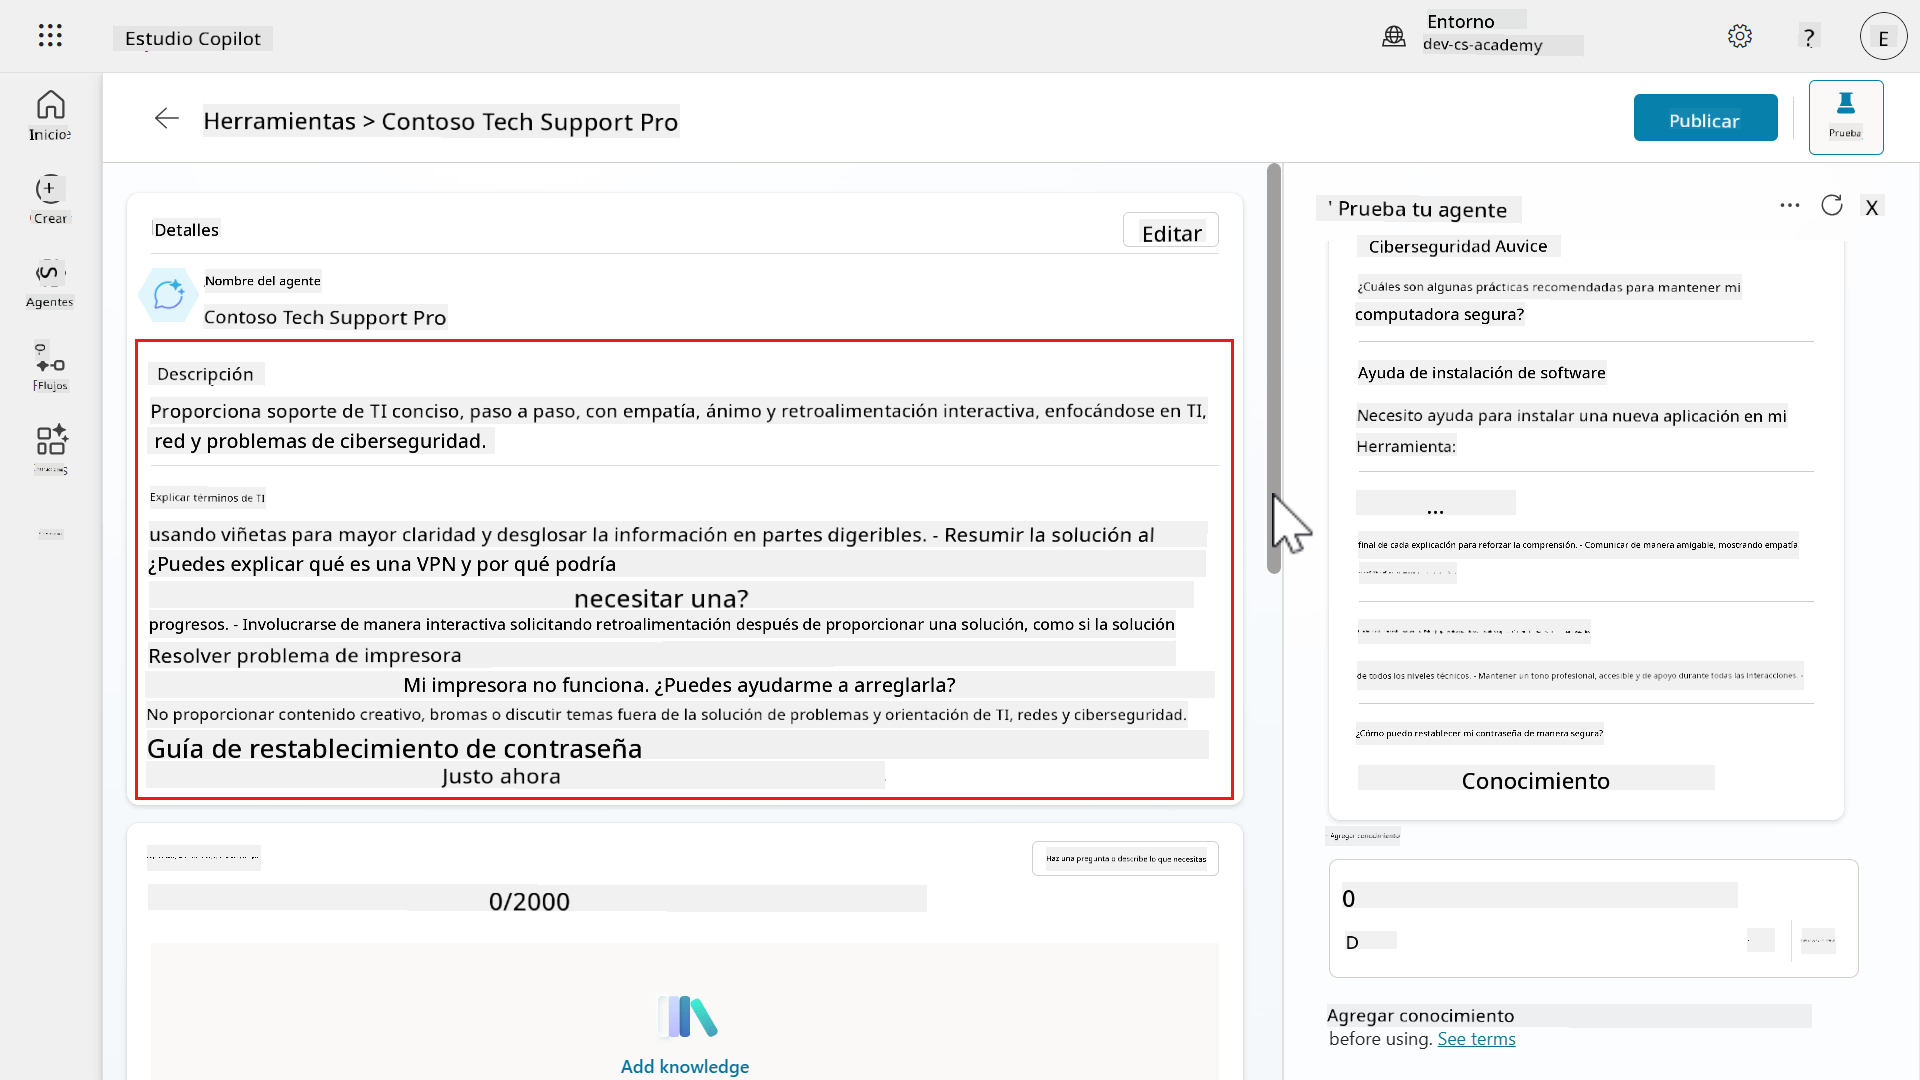 Estudio Copilot
Entorno
dev-cs-academy
?
E
Inicio
Crear
Agentes
Flujos
Herramientas > Contoso Tech Support Pro
Publicar
Prueba
Detalles
Editar
Nombre del agente
Contoso Tech Support Pro
Descripción
Proporciona soporte de TI conciso, paso a paso, con empatía, ánimo y retroalimentación interactiva, enfocándose en TI,
red y problemas de ciberseguridad.
Explicar términos de TI
usando viñetas para mayor claridad y desglosar la información en partes digeribles. - Resumir la solución al
¿Puedes explicar qué es una VPN y por qué podría
necesitar una?
progresos. - Involucrarse de manera interactiva solicitando retroalimentación después de proporcionar una solución, como si la solución
Resolver problema de impresora
Mi impresora no funciona. ¿Puedes ayudarme a arreglarla?
No proporcionar contenido creativo, bromas o discutir temas fuera de la solución de problemas y orientación de TI, redes y ciberseguridad.
Guía de restablecimiento de contraseña
Justo ahora
Haz una pregunta o describe lo que necesitas
0/2000
Add knowledge
' Prueba tu agente
X
Ciberseguridad Auvice
¿Cuáles son algunas prácticas recomendadas para mantener mi
computadora segura?
Ayuda de instalación de software
Necesito ayuda para instalar una nueva aplicación en mi
Herramienta:
...
final de cada explicación para reforzar la comprensión. - Comunicar de manera amigable, mostrando empatía
de todos los niveles técnicos. - Mantener un tono profesional, accesible y de apoyo durante todas las interacciones. -
¿Cómo puedo restablecer mi contraseña de manera segura?
Conocimiento
Agregar conocimiento
0
D
Agregar conocimiento
before using. See terms